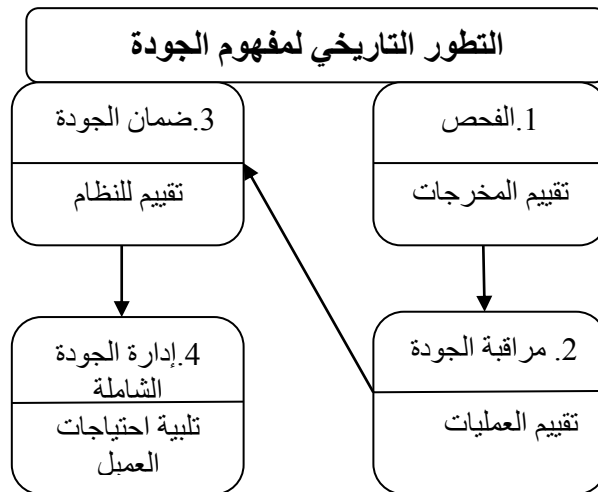 التطور التاريخي لمفهوم الجودة
1.الفحص
تقييم المخرجات
2. مراقبة الجودة
تقييم العمليات
3.ضمان الجودة
تقييم للنظام
4.إدارة الجودة
الشاملة
تلبية احتياجات
العميل